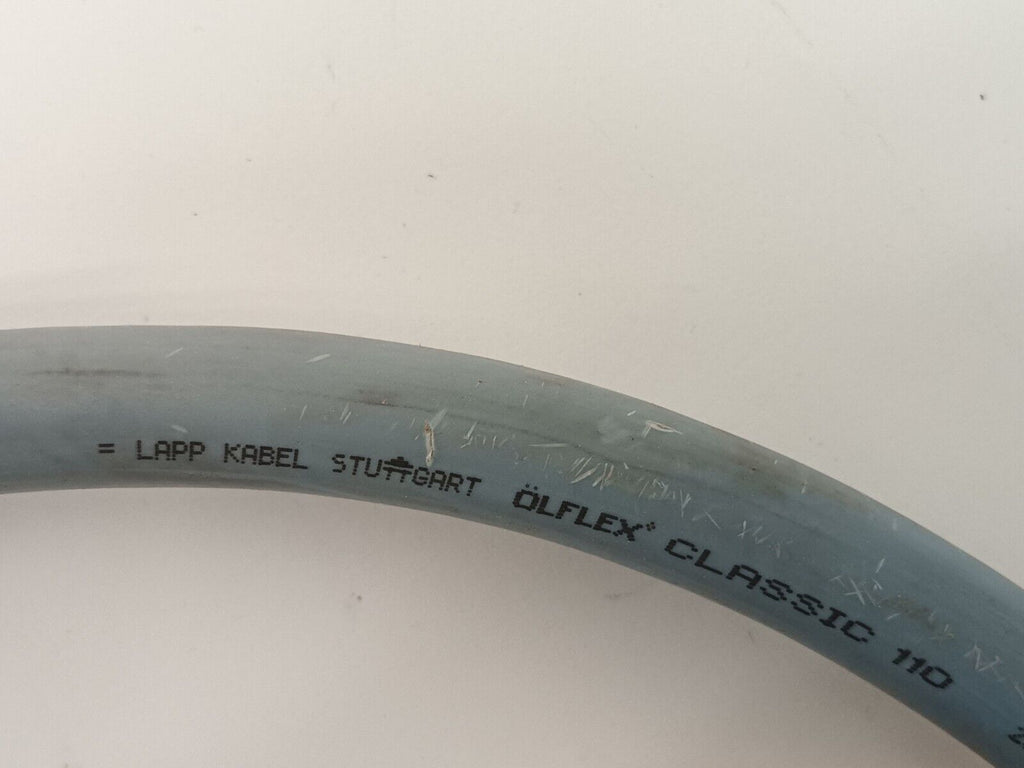 = LAPP KABEL STUTTGART ÖLFLEX® CLASSIC 110